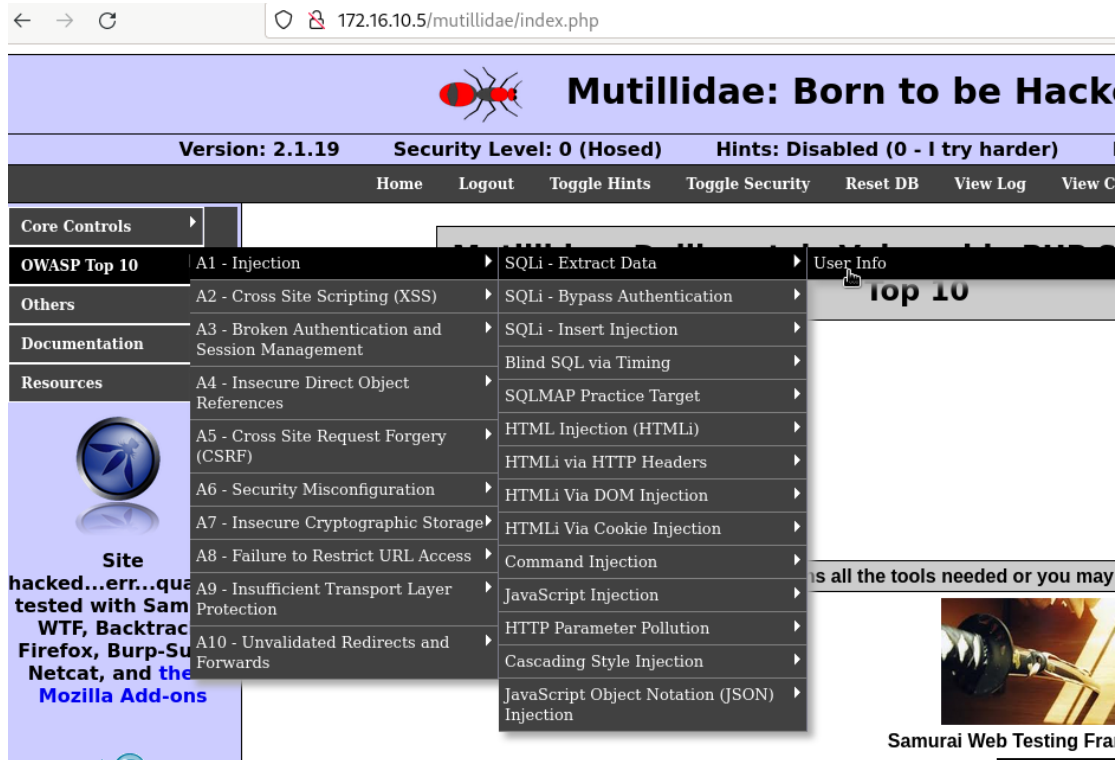 172.16.10.5/mutillidae/index.php
Mutillidae: Born to be
Version: 2.1.19 Security Level: 0 (Hosed) Hints: Disabled (0 - I try harder)
Home Logout Toggle Hints Toggle Security Reset DB View Log View
Core Controls
OWASP Top 10
Others
Documentation
Resources
A1 - Injection
A2 - Cross Site Scripting (XSS)
A3 - Broken Authentication and
Session Management
A4 - Insecure Direct Object
References
A5 - Cross Site Request Forgery
(CSRF)
A6 - Security Misconfiguration
A7 - Insecure Cryptographic Storage
A8 - Failure to Restrict URL Access
A9 - Insufficient Transport Layer
Protection
A10 - Unvalidated Redirects and
Forwards
SQLi - Extract Data
SQLi - Bypass Authentication
SQLi - Insert Injection
Blind SQL via Timing
SQLMAP Practice Target
HTML Injection (HTMLi)
HTMLi via HTTP Headers
HTMLi Via DOM Injection
HTMLi Via Cookie Injection
Command Injection
JavaScript Injection
HTTP Parameter Pollution
Cascading Style Injection
JavaScript Object Notation (JSON)
Injection
User Info
Top 10
Site
hacked...err...
tested with
WTF,
Firefox,
Netcat, and the
Mozilla Add-ons
all the tools needed or you may
Samurai Web Testing